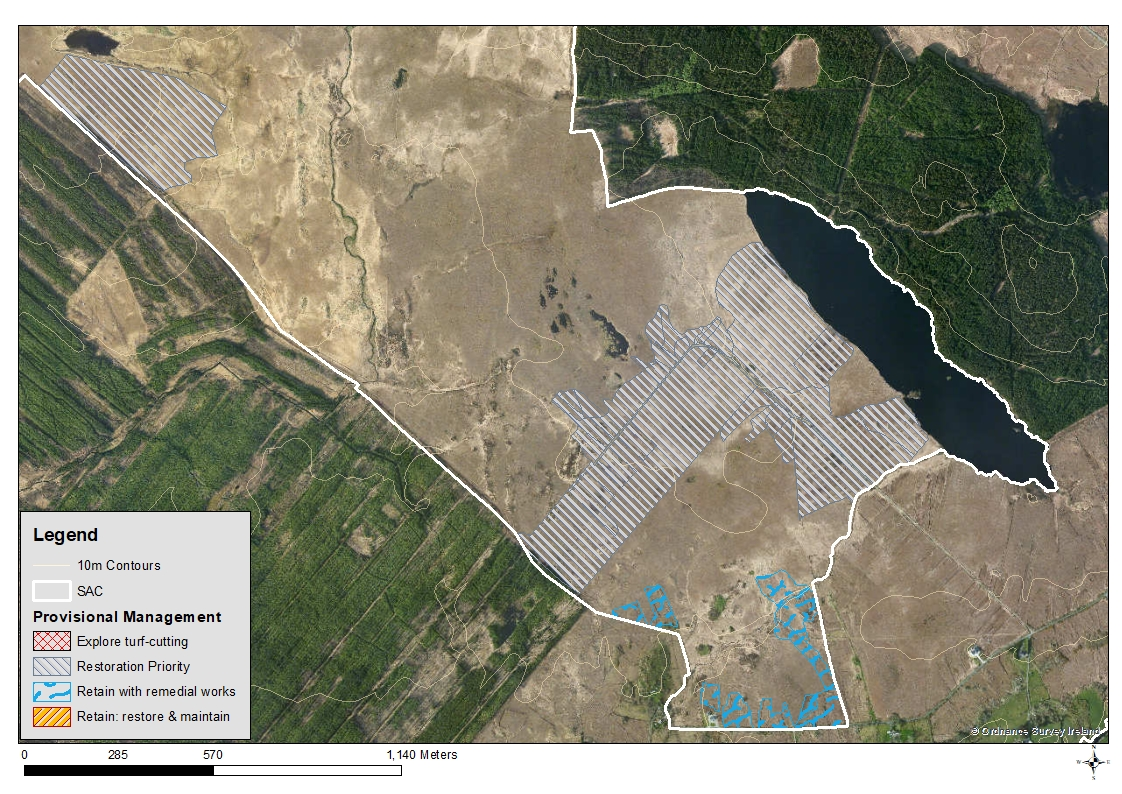 Legend
10m Contours
SAC
Provisional Management
Explore turf-cutting
Restoration Priority
Retain with remedial works
Retain: restore & maintain
© Ordnance Survey Ireland
0 285 570 1,140 Meters
N
W E
S